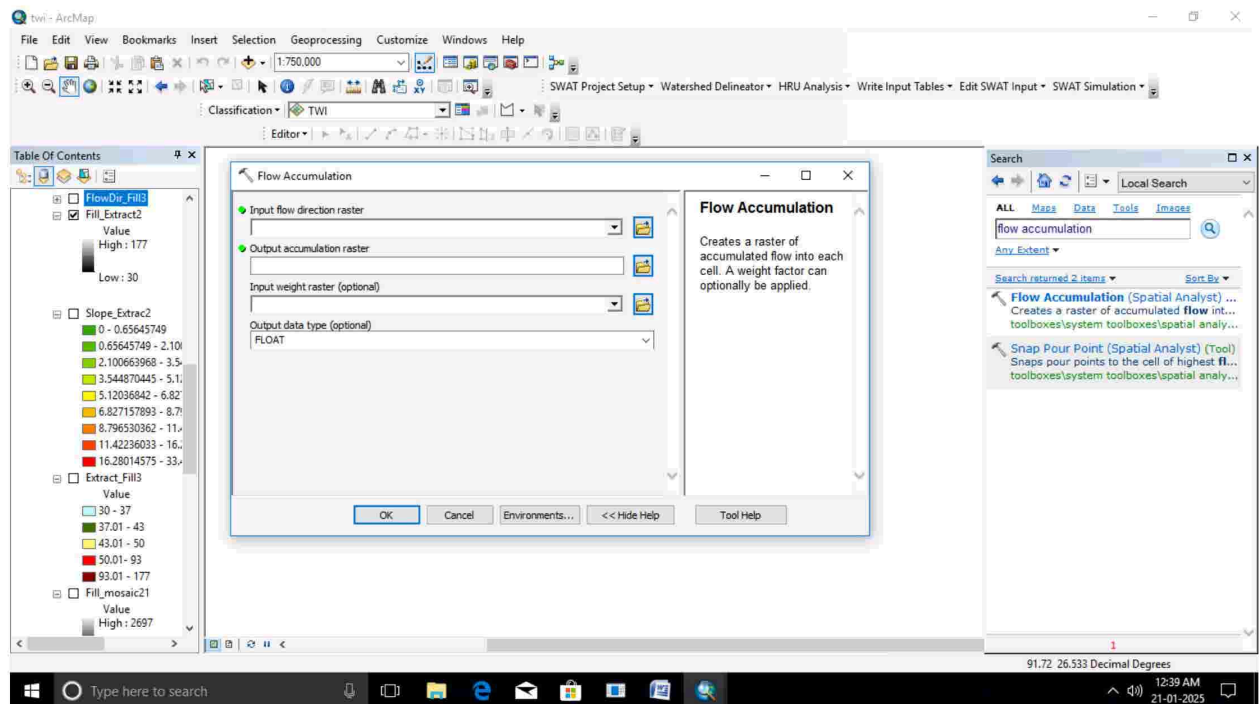 twi - ArcMap
File Edit View Bookmarks Insert Selection Geoprocessing Customize Windows Help
1:750,000
SWAT Project Setup Watershed Delineator HRU Analysis Write Input Tables Edit SWAT Input SWAT Simulation
Classification TWI
Editor
Table Of Contents
FlowDir_Fill3
Fill_Extract2
Value
High : 177
Low : 30
Slope_Extrac2
0 - 0.65645749
0.65645749 - 2.100
2.100663968 - 3.54
3.544870445 - 5.12
5.12036842 - 6.827
6.827157893 - 8.79
8.796530362 - 11.4
11.42236033 - 16.2
16.28014575 - 33.4
Extract_Fill3
Value
30 - 37
37.01 - 43
43.01 - 50
50.01- 93
93.01 - 177
Fill_mosaic21
Value
High : 2697
Flow Accumulation
Input flow direction raster
Output accumulation raster
Input weight raster (optional)
Output data type (optional)
FLOAT
OK Cancel Environments... << Hide Help Tool Help
Flow Accumulation
Creates a raster of
accumulated flow into each
cell. A weight factor can
optionally be applied.
Search
Local Search
ALL Maps Data Tools Images
flow accumulation
Any Extent
Search returned 2 items Sort By
Flow Accumulation (Spatial Analyst) ...
Creates a raster of accumulated flow int...
toolboxes\system toolboxes\spatial analy...
Snap Pour Point (Spatial Analyst) (Tool)
Snaps pour points to the cell of highest fl...
toolboxes\system toolboxes\spatial analy...
1
91.72 26.533 Decimal Degrees
Type here to search
12:39 AM
21-01-2025